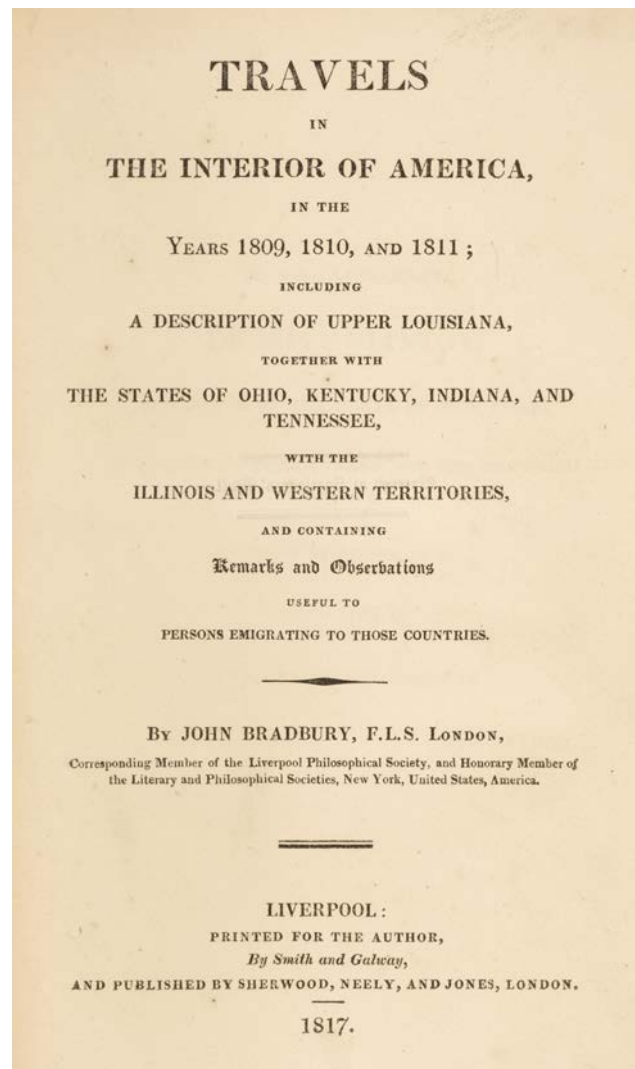 TRAVELS
IN
THE INTERIOR OF AMERICA,
IN THE
YEARS 1809, 1810, AND 1811 ;
INCLUDING
A DESCRIPTION OF UPPER LOUISIANA,
TOGETHER WITH
THE STATES OF OHIO, KENTUCKY, INDIANA, AND
TENNESSEE,
WITH THE
ILLINOIS AND WESTERN TERRITORIES,
AND CONTAINING
Remarks and Observations
USEFUL TO
PERSONS EMIGRATING TO THOSE COUNTRIES.
BY JOHN BRADBURY, F.L.S. LONDON,
Corresponding Member of the Liverpool Philosophical Society, and Honorary Member of
the Literary and Philosophical Societies, New York, United States, America.
LIVERPOOL :
PRINTED FOR THE AUTHOR,
By Smith and Galway,
AND PUBLISHED BY SHERWOOD, NEELY, AND JONES, LONDON.
1817.